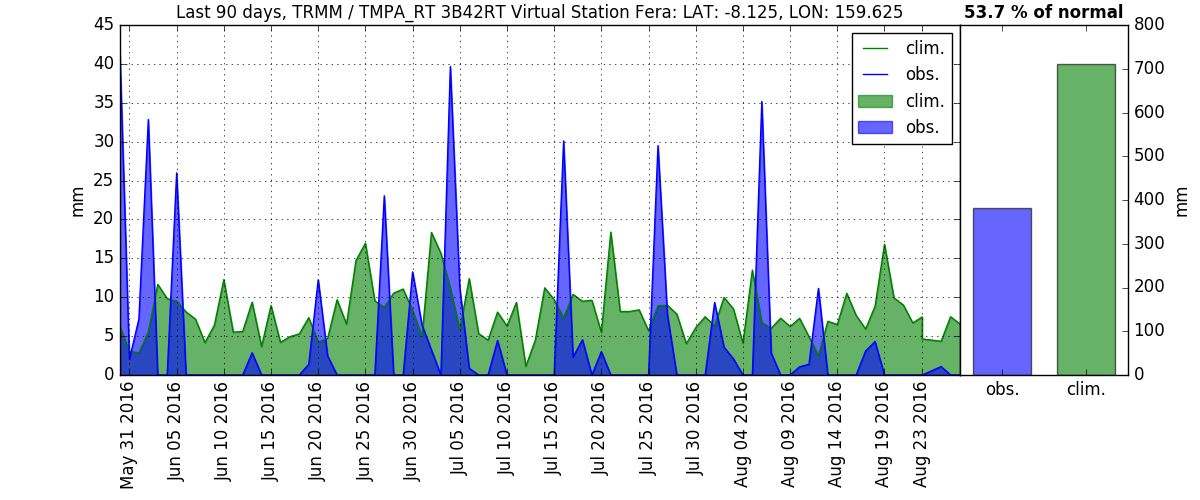 Last 90 days, TRMM / TMPA_RT 3B42RT Virtual Station Fera: LAT: -8.125, LON: 159.625
53.7 % of normal
45
40
35
30
25
20
15
10
5
0
mm
clim.
obs.
clim.
obs.
May 31 2016
Jun 05 2016
Jun 10 2016
Jun 15 2016
Jun 20 2016
Jun 25 2016
Jun 30 2016
Jul 05 2016
Jul 10 2016
Jul 15 2016
Jul 20 2016
Jul 25 2016
Jul 30 2016
Aug 04 2016
Aug 09 2016
Aug 14 2016
Aug 19 2016
Aug 23 2016
800
700
600
500
400
300
200
100
0
mm
obs.
clim.